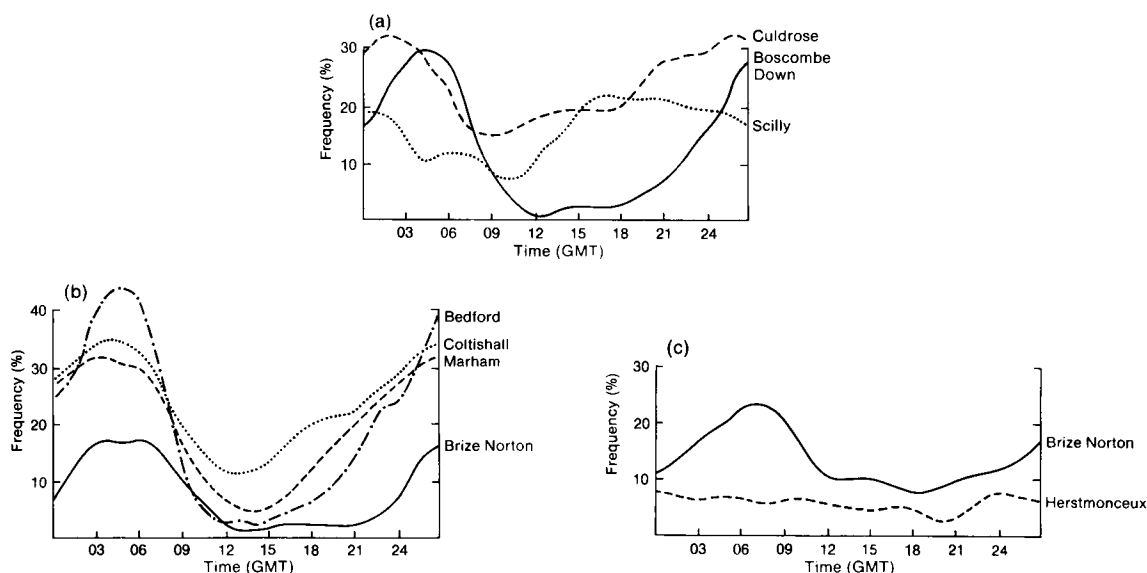 (a)
Culdrose
Boscombe
Down
Scilly
30
20
10
Frequency (%)
03 06 09 12 15 18 21 24
Time (GMT)
(b)
Bedford
Coltishall
Marham
Brize Norton
40
30
20
10
Frequency (%)
03 06 09 12 15 18 21 24
Time (GMT)
(c)
30
20
10
Frequency (%)
Brize Norton
Herstmonceux
03 06 09 12 15 18 21 24
Time (GMT)